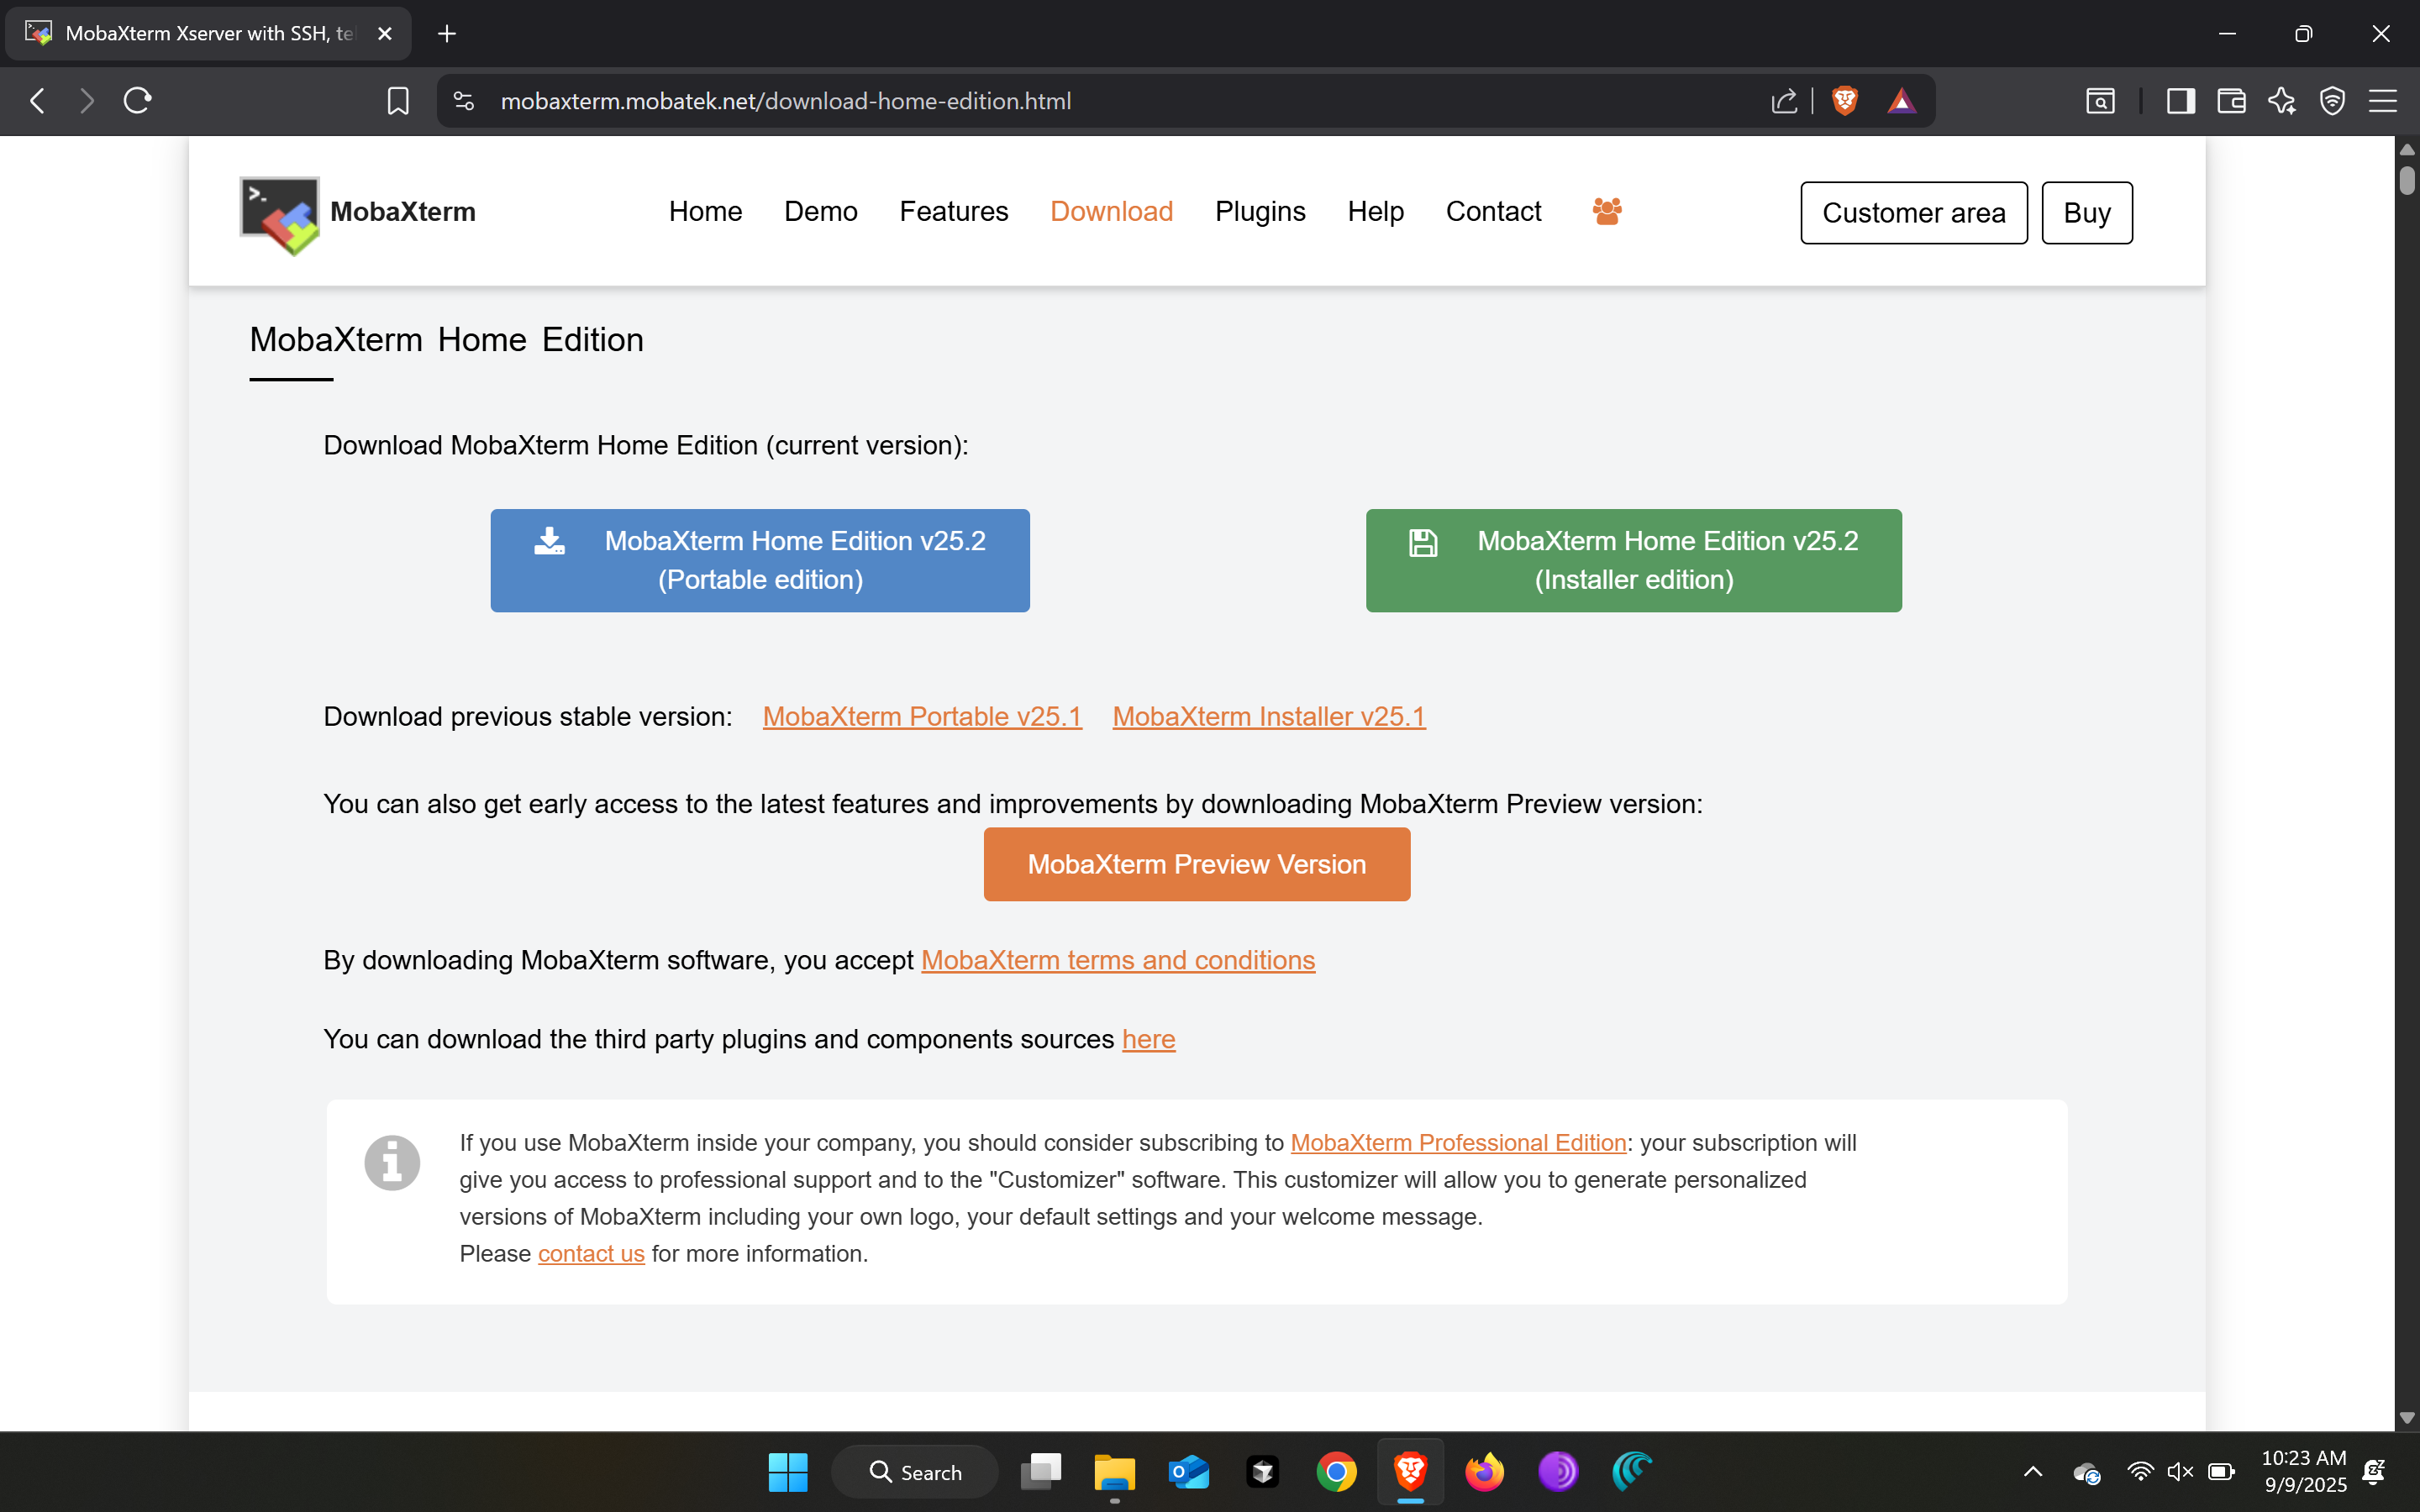 MobaXterm Xserver with SSH, te
mobaxterm.mobatek.net/download-home-edition.html
MobaXterm
Home Demo Features Download Plugins Help Contact
Customer area Buy
MobaXterm Home Edition
Download MobaXterm Home Edition (current version):
MobaXterm Home Edition v25.2
(Portable edition)
MobaXterm Home Edition v25.2
(Installer edition)
Download previous stable version: MobaXterm Portable v25.1 MobaXterm Installer v25.1
You can also get early access to the latest features and improvements by downloading MobaXterm Preview version:
MobaXterm Preview Version
By downloading MobaXterm software, you accept MobaXterm terms and conditions
You can download the third party plugins and components sources here
If you use MobaXterm inside your company, you should consider subscribing to MobaXterm Professional Edition: your subscription will
give you access to professional support and to the "Customizer" software. This customizer will allow you to generate personalized
versions of MobaXterm including your own logo, your default settings and your welcome message.
Please contact us for more information.
Search
10:23 AM
9/9/2025